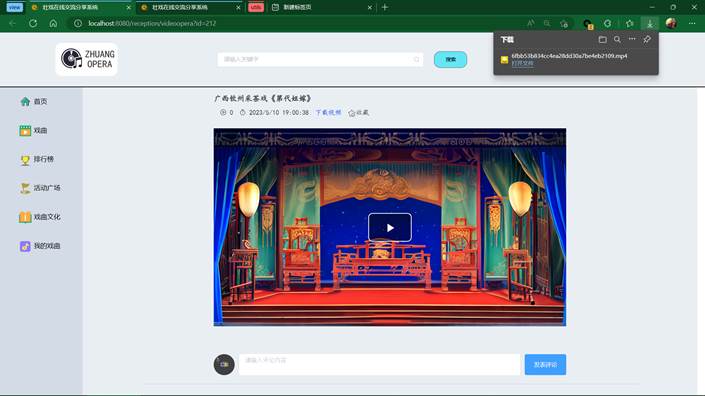 view
壮戏在线交流分享系统
壮戏在线交流分享系统
utils
新建标签页
localhost:8080/reception/videoopera?id=212
下载
6fbb53b834cc4ea28dd30a7be4eb2109.mp4
打开文件
ZHUANG
OPERA
请输入关键字
搜索
首页
戏曲
排行榜
活动广场
戏曲文化
我的戏曲
广西钦州采茶戏《弟代姐嫁》
0 2023/5/10 19:00:38 下载视频 收藏
请输入评论内容
发表评论